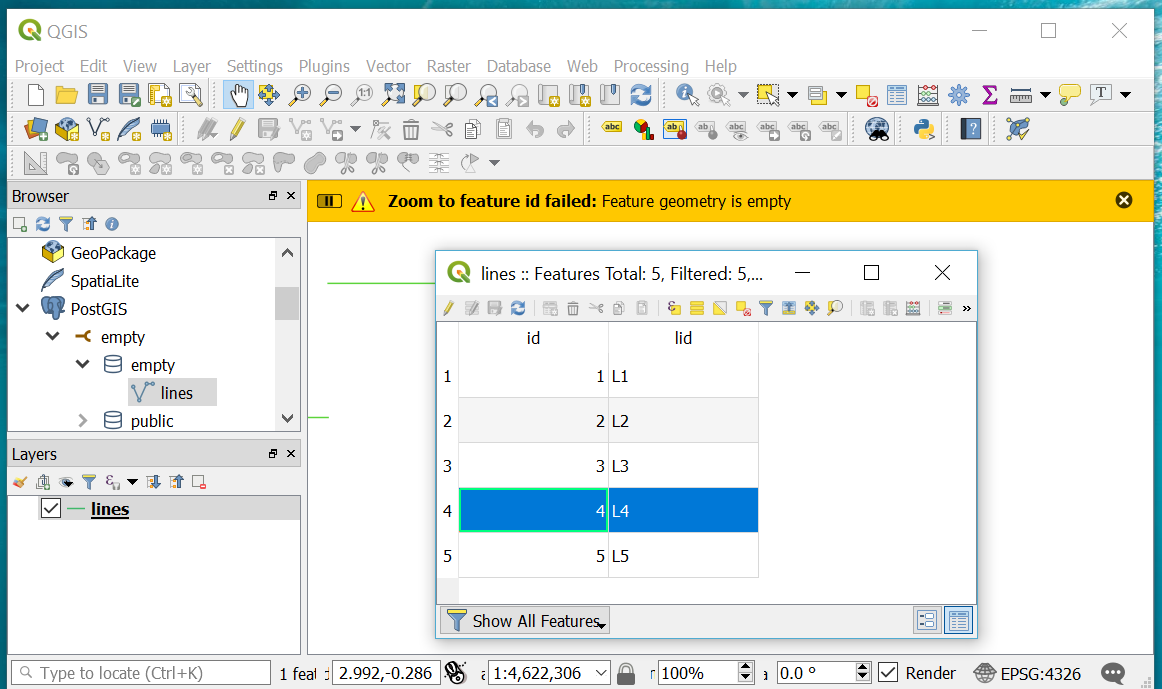 QGIS
Project Edit View Layer Settings Plugins Vector Raster Database Web Processing Help
Browser
Zoom to feature id failed: Feature geometry is empty
GeoPackage
SpatiaLite
PostGIS
empty
empty
lines
public
Layers
lines
lines :: Features Total: 5, Filtered: 5,...
id lid
1 1 L1
2 2 L2
3 3 L3
4 4 L4
5 5 L5
Show All Features
Type to locate (Ctrl+K) 1 feat 2.992,-0.286 1:4,622,306 100% 0.0 ° Render EPSG:4326